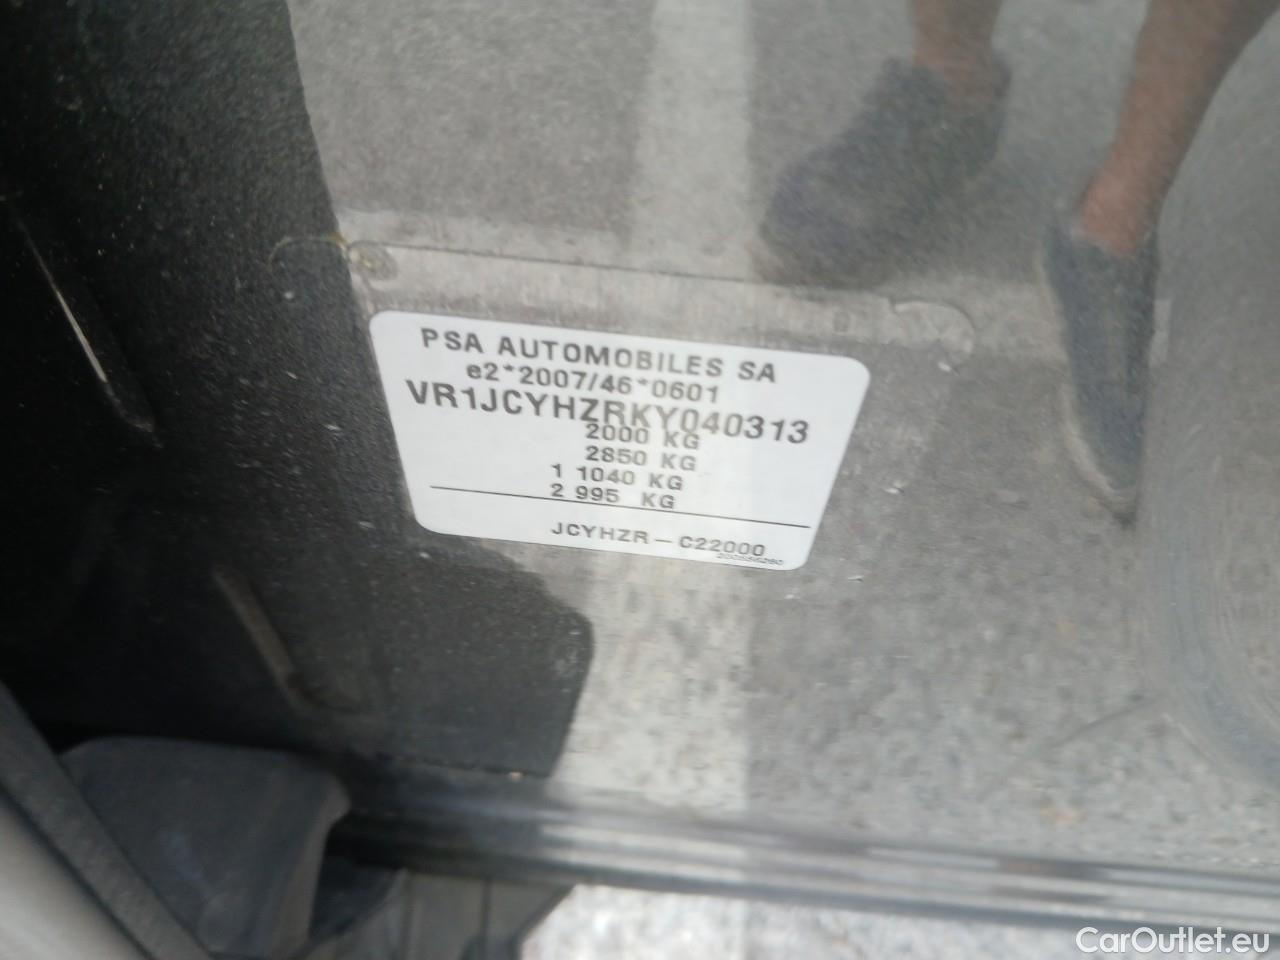 PSA AUTOMOBILES SA
e2*2007/46*0601
VR1JCYHZRKY040313
2000 KG
2850 KG
1 1040 KG
2 995 KG
JCYHZR - C22000
CarOutlet.eu